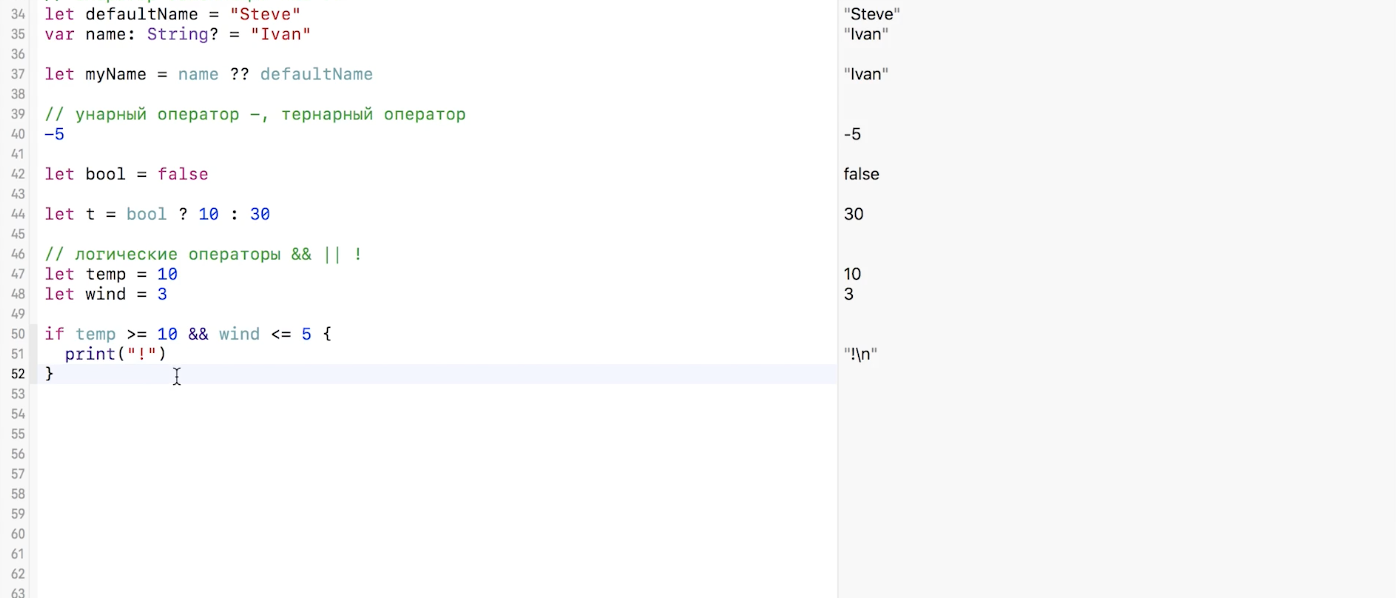 34 let defaultName = "Steve" "Steve"
35 var name: String? = "Ivan" "Ivan"
36
37 let myName = name ?? defaultName "Ivan"
38
39 // унарный оператор -, тернарный оператор
40 -5 -5
41
42 let bool = false false
43
44 let t = bool ? 10 : 30 30
45
46 // логические операторы && || !
47 let temp = 10 10
48 let wind = 3 3
49
50 if temp >= 10 && wind <= 5 {
51 print("!") "!\n"
52 }
53
54
55
56
57
58
59
60
61
62
63